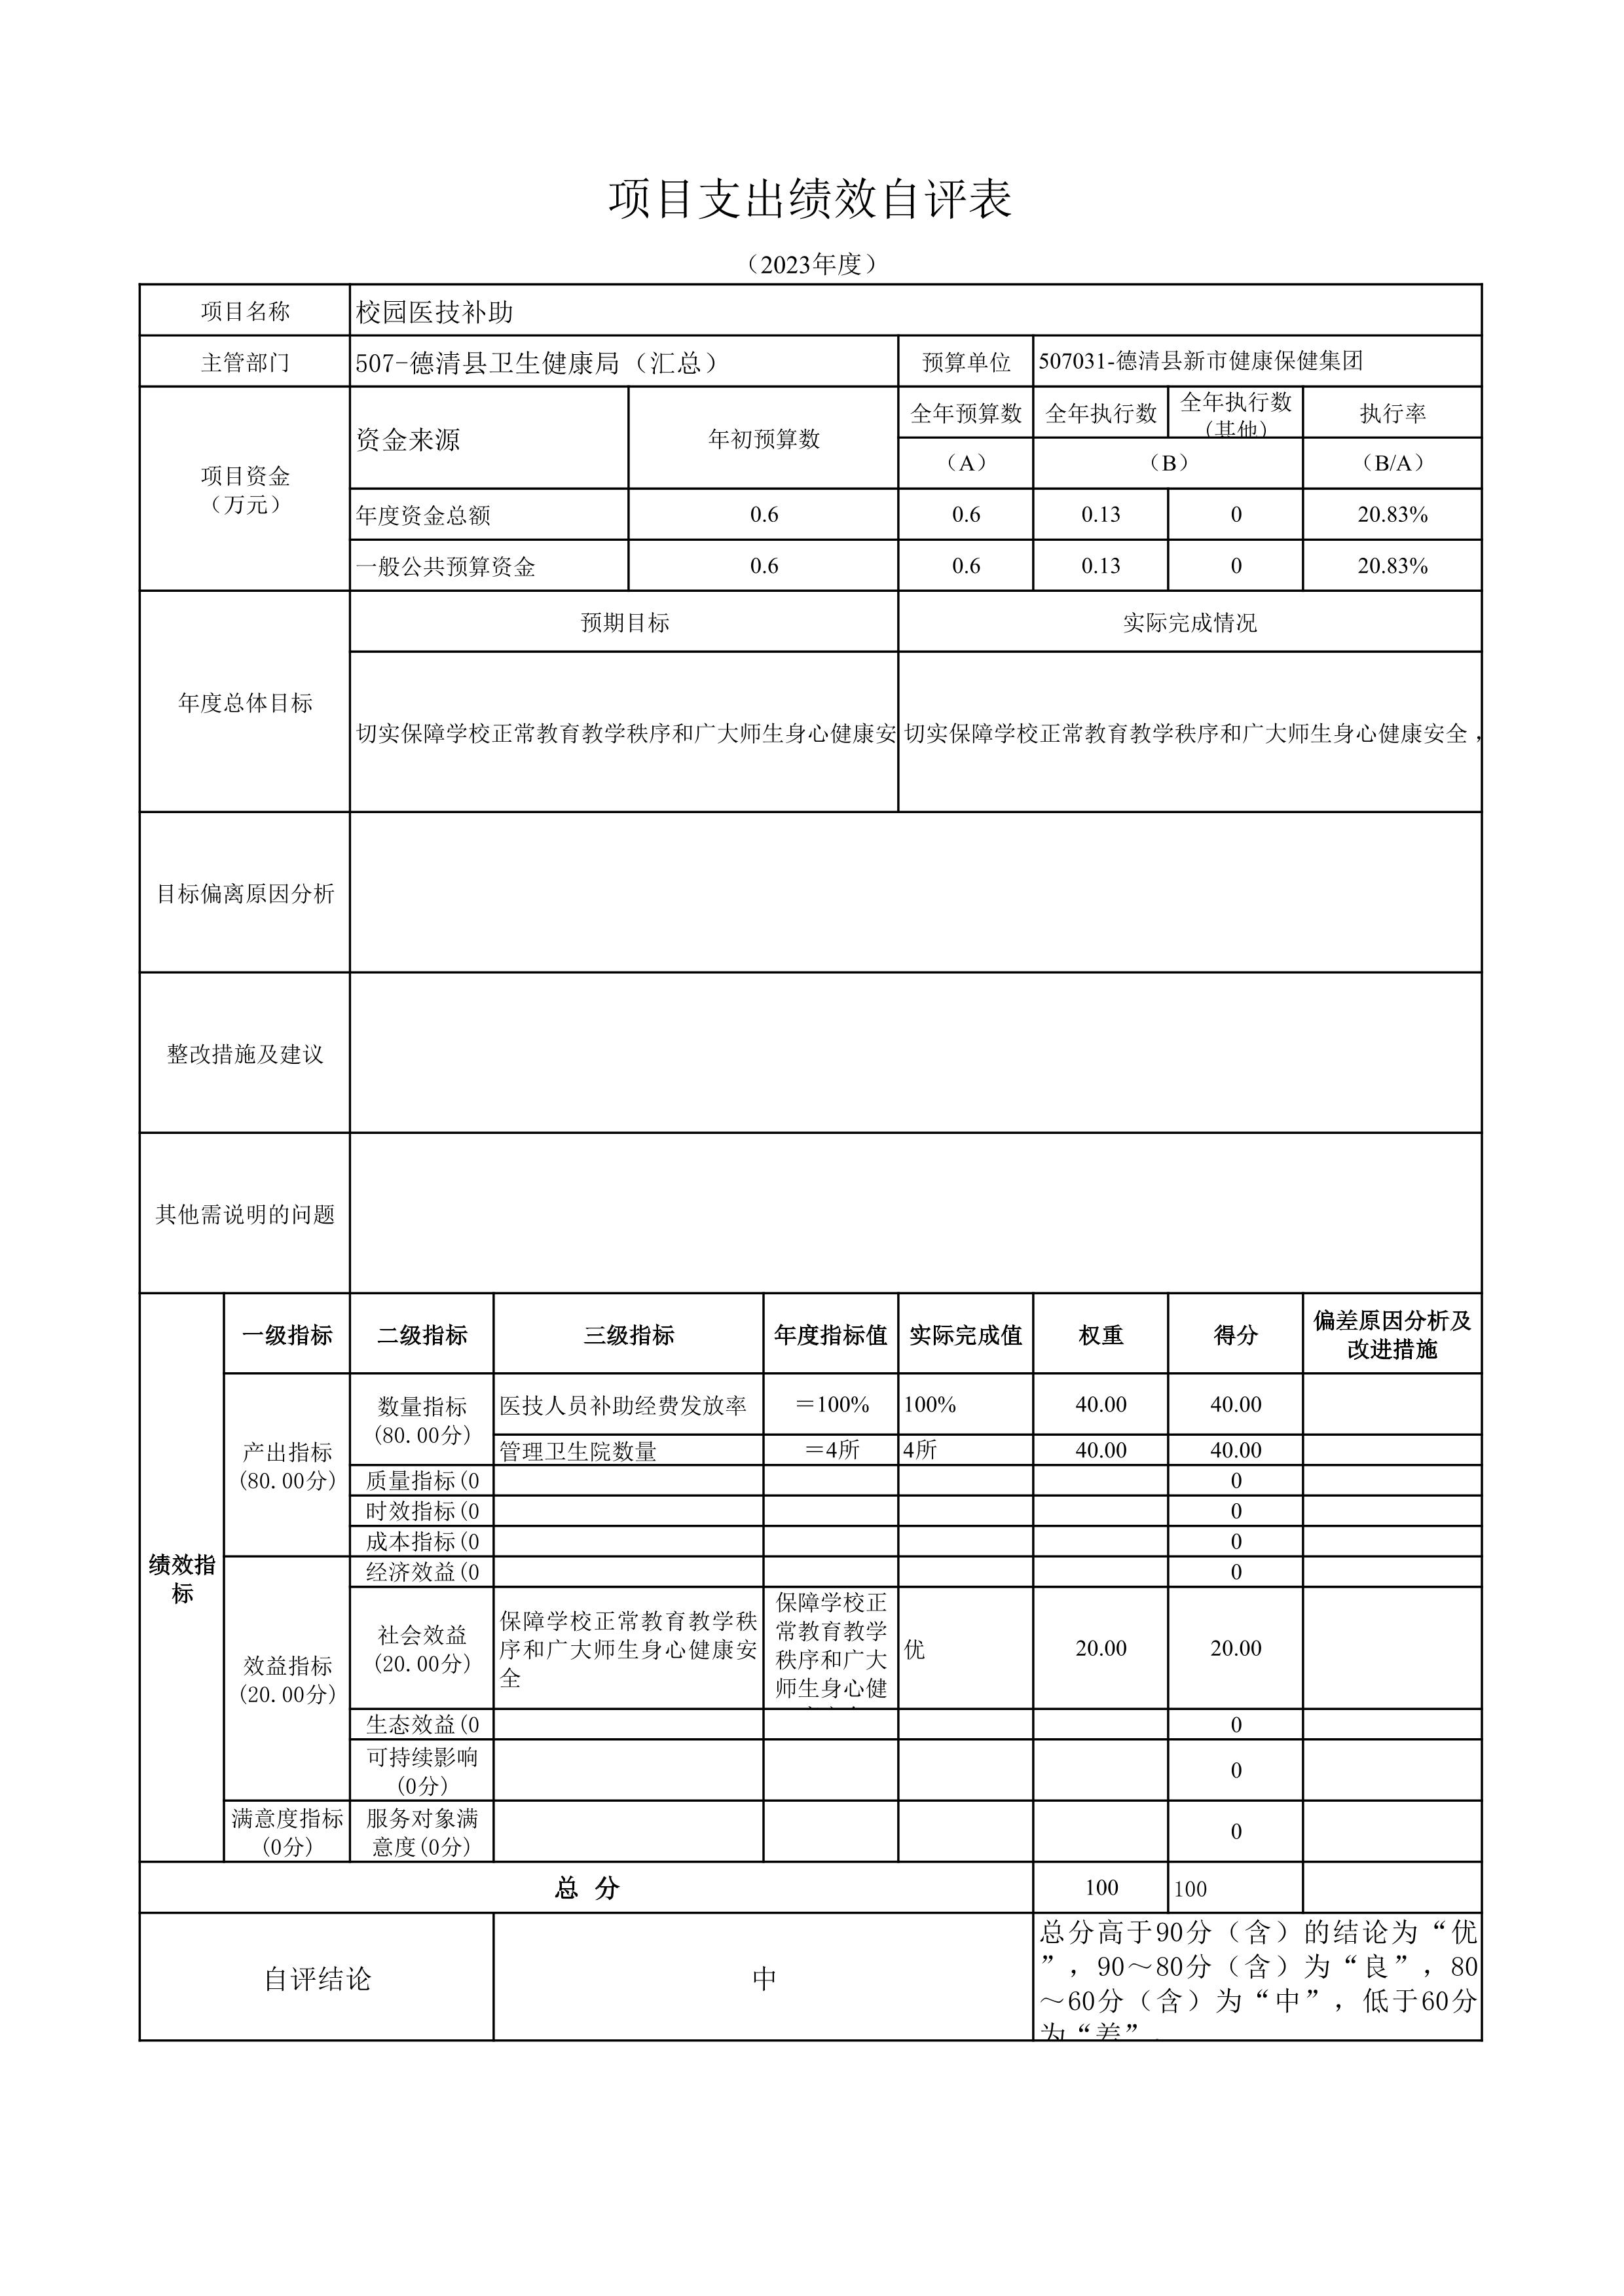 项目支出绩效自评表
（2023年度）
项目名称
校园医技补助
主管部门
507-德清县卫生健康局（汇总）
预算单位
507031-德清县新市健康保健集团
项目资金
（万元）
资金来源
年初预算数
全年预算数
全年执行数
全年执行数
(其他)
执行率
（A）
（B）
（B/A）
年度资金总额
0.6
0.6
0.13
0
20.83%
一般公共预算资金
0.6
0.6
0.13
0
20.83%
年度总体目标
预期目标
实际完成情况
切实保障学校正常教育教学秩序和广大师生身心健康安
切实保障学校正常教育教学秩序和广大师生身心健康安全，
目标偏离原因分析
整改措施及建议
其他需说明的问题
绩效指
标
一级指标
二级指标
三级指标
年度指标值
实际完成值
权重
得分
偏差原因分析及
改进措施
产出指标
(80.00分)
数量指标
(80.00分)
医技人员补助经费发放率
＝100%
100%
40.00
40.00
管理卫生院数量
＝4所
4所
40.00
40.00
质量指标(0
0
时效指标(0
0
成本指标(0
0
效益指标
(20.00分)
经济效益(0
0
社会效益
(20.00分)
保障学校正常教育教学秩
序和广大师生身心健康安
全
保障学校正
常教育教学
秩序和广大
师生身心健
优
20.00
20.00
生态效益(0
0
可持续影响
(0分)
0
满意度指标
(0分)
服务对象满
意度(0分)
0
总 分
100
100
自评结论
中
总分高于90分（含）的结论为“优
”，90～80分（含）为“良”，80
～60分（含）为“中”，低于60分
为“差”.